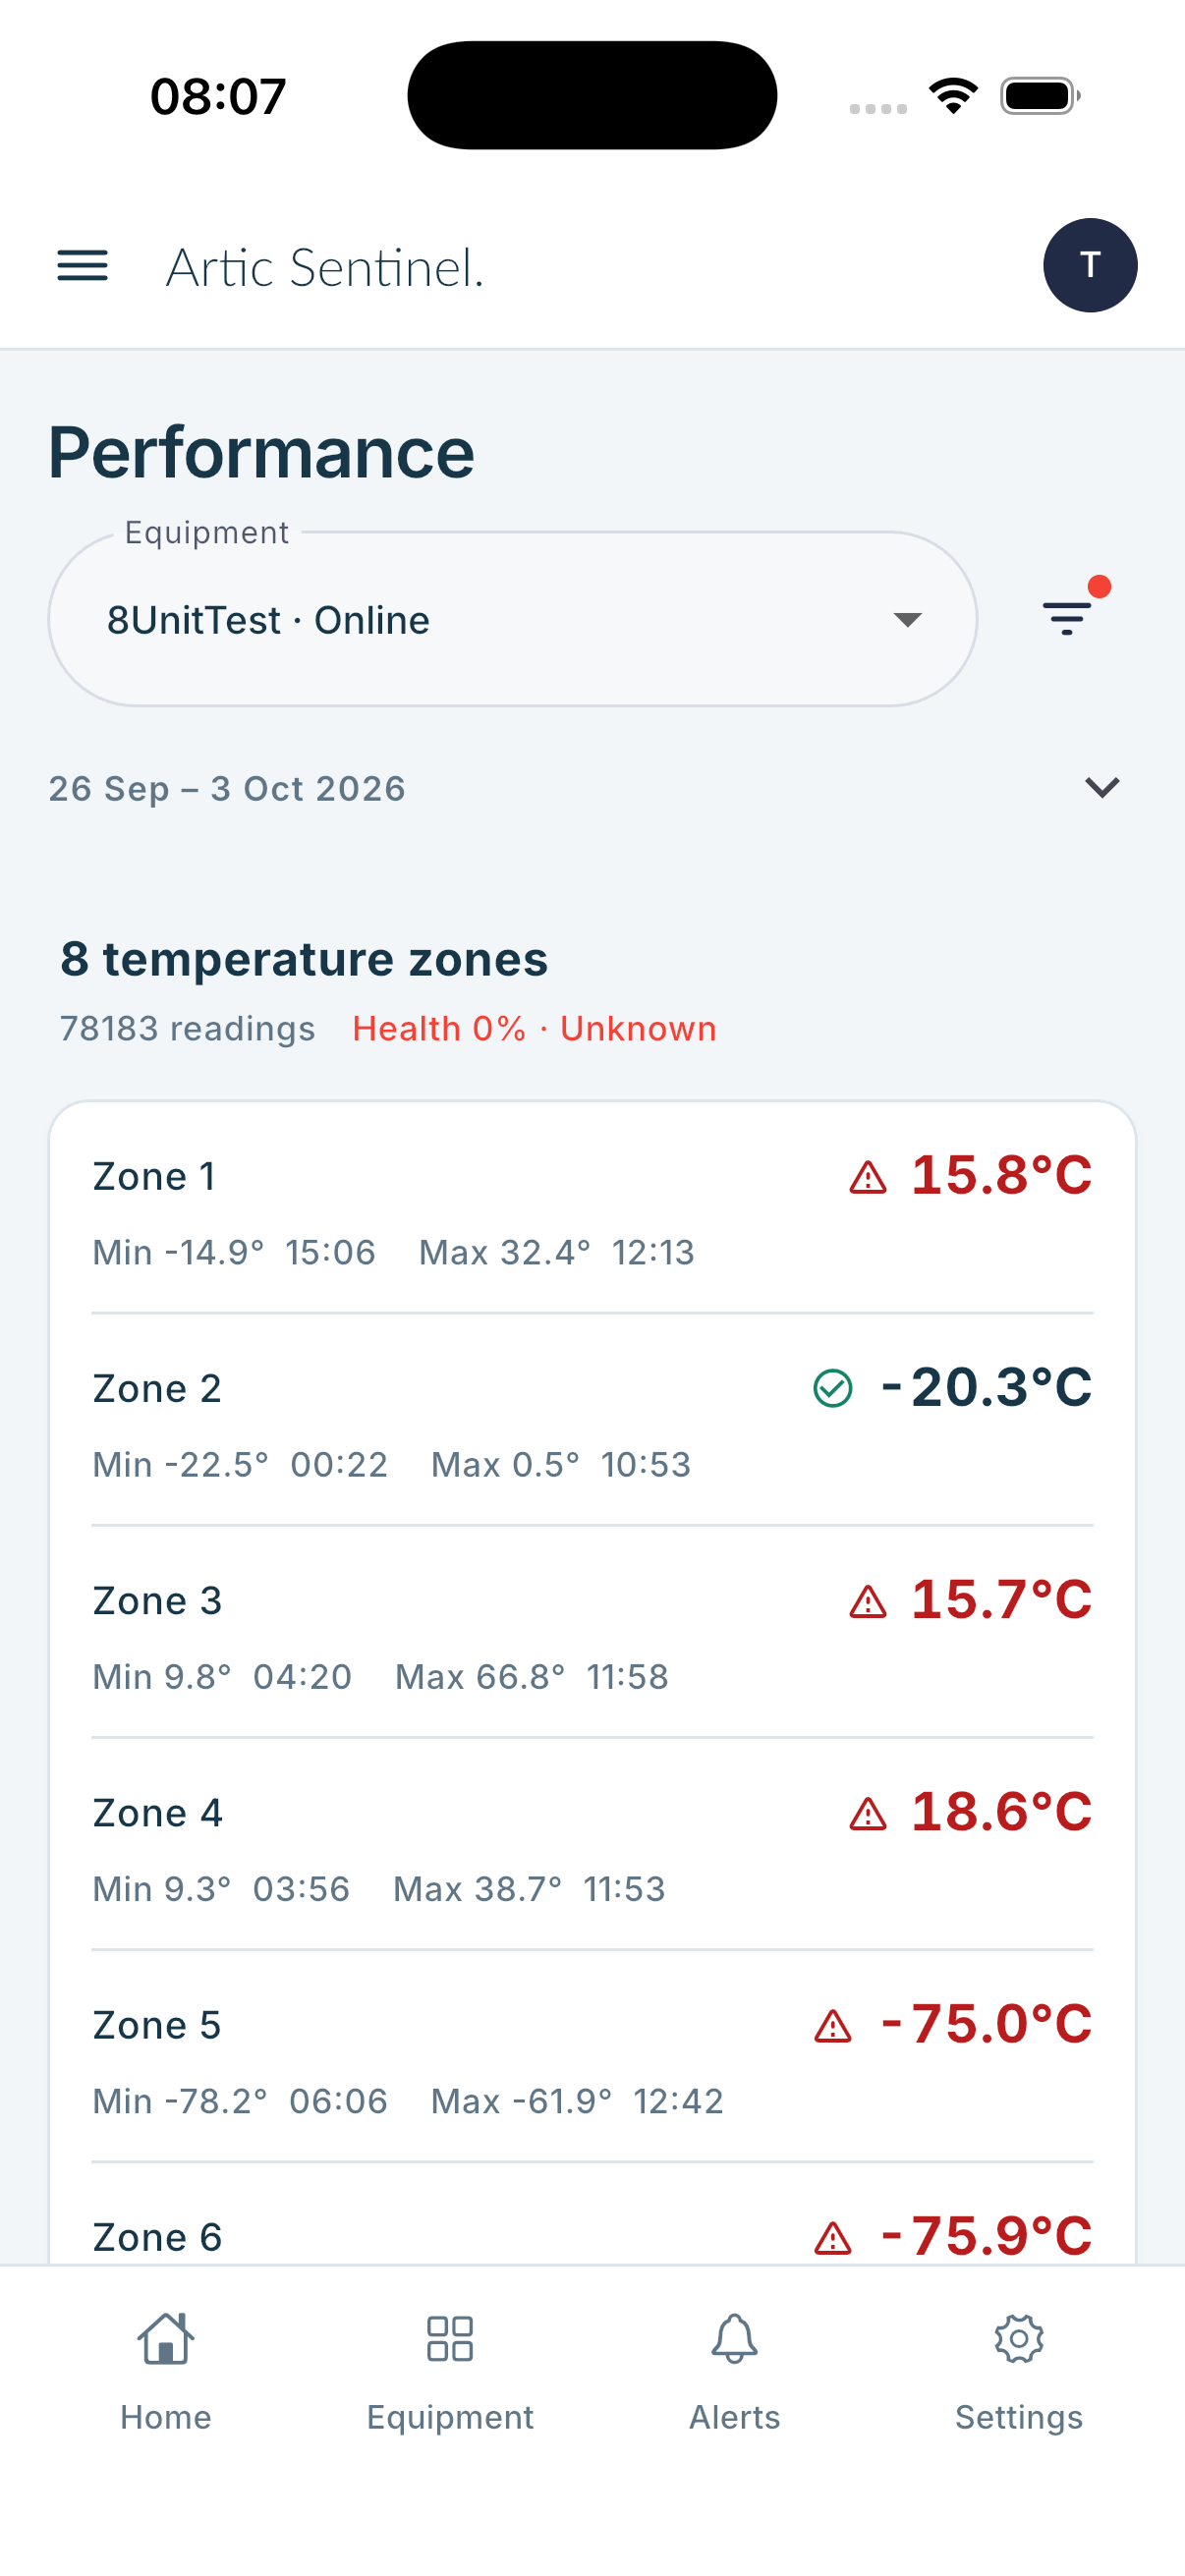 08:07
Artic Sentinel.
T
Performance
Equipment
8UnitTest · Online
26 Sep – 3 Oct 2026
8 temperature zones
78183 readings Health 0% · Unknown
Zone 1 15.8°C
Min -14.9° 15:06 Max 32.4° 12:13
Zone 2 -20.3°C
Min -22.5° 00:22 Max 0.5° 10:53
Zone 3 15.7°C
Min 9.8° 04:20 Max 66.8° 11:58
Zone 4 18.6°C
Min 9.3° 03:56 Max 38.7° 11:53
Zone 5 -75.0°C
Min -78.2° 06:06 Max -61.9° 12:42
Zone 6 -75.9°C
Home Equipment Alerts Settings